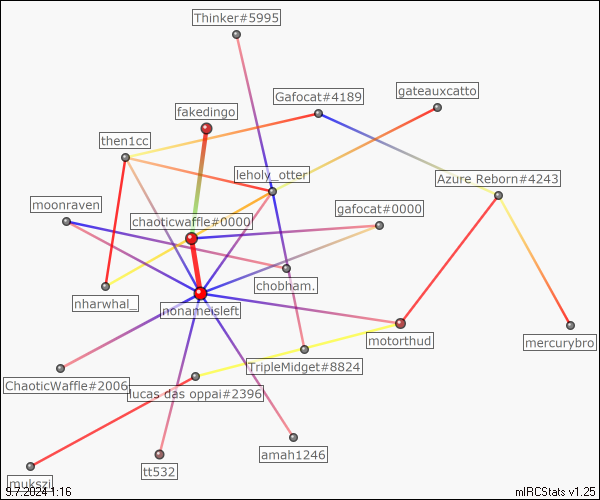 Thinker#5995
gateauxcatto
Gafocat#4189
fakedingo
then1cc
leholy_otter
Azure Reborn#4243
moonraven
gafocat#0000
chaoticwaffle#0000
chobham.
nharwhal_
nonameisleft
motorthud
mercurybro
TripleMidget#8824
ChaoticWaffle#2006
lucas das oppai#2396
amah1246
tt532
mukszi
9.7.2024 1:16
mIRCStats v1.25